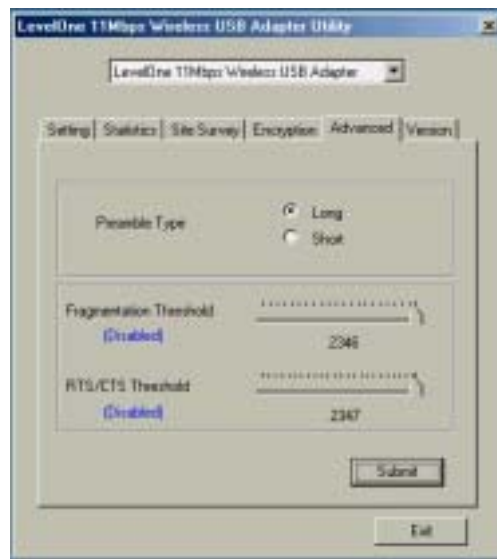 LevelOne 11Mbps Wireless USB Adapter Utility
LevelOne 11Mbps Wireless USB Adapter
Setting Statistics Site Survey Encryption Advanced Version
Preamble Type
Long
Short
Fragmentation Threshold
(Disabled)
2346
RTS/CTS Threshold
(Disabled)
2347
Submit
Exit